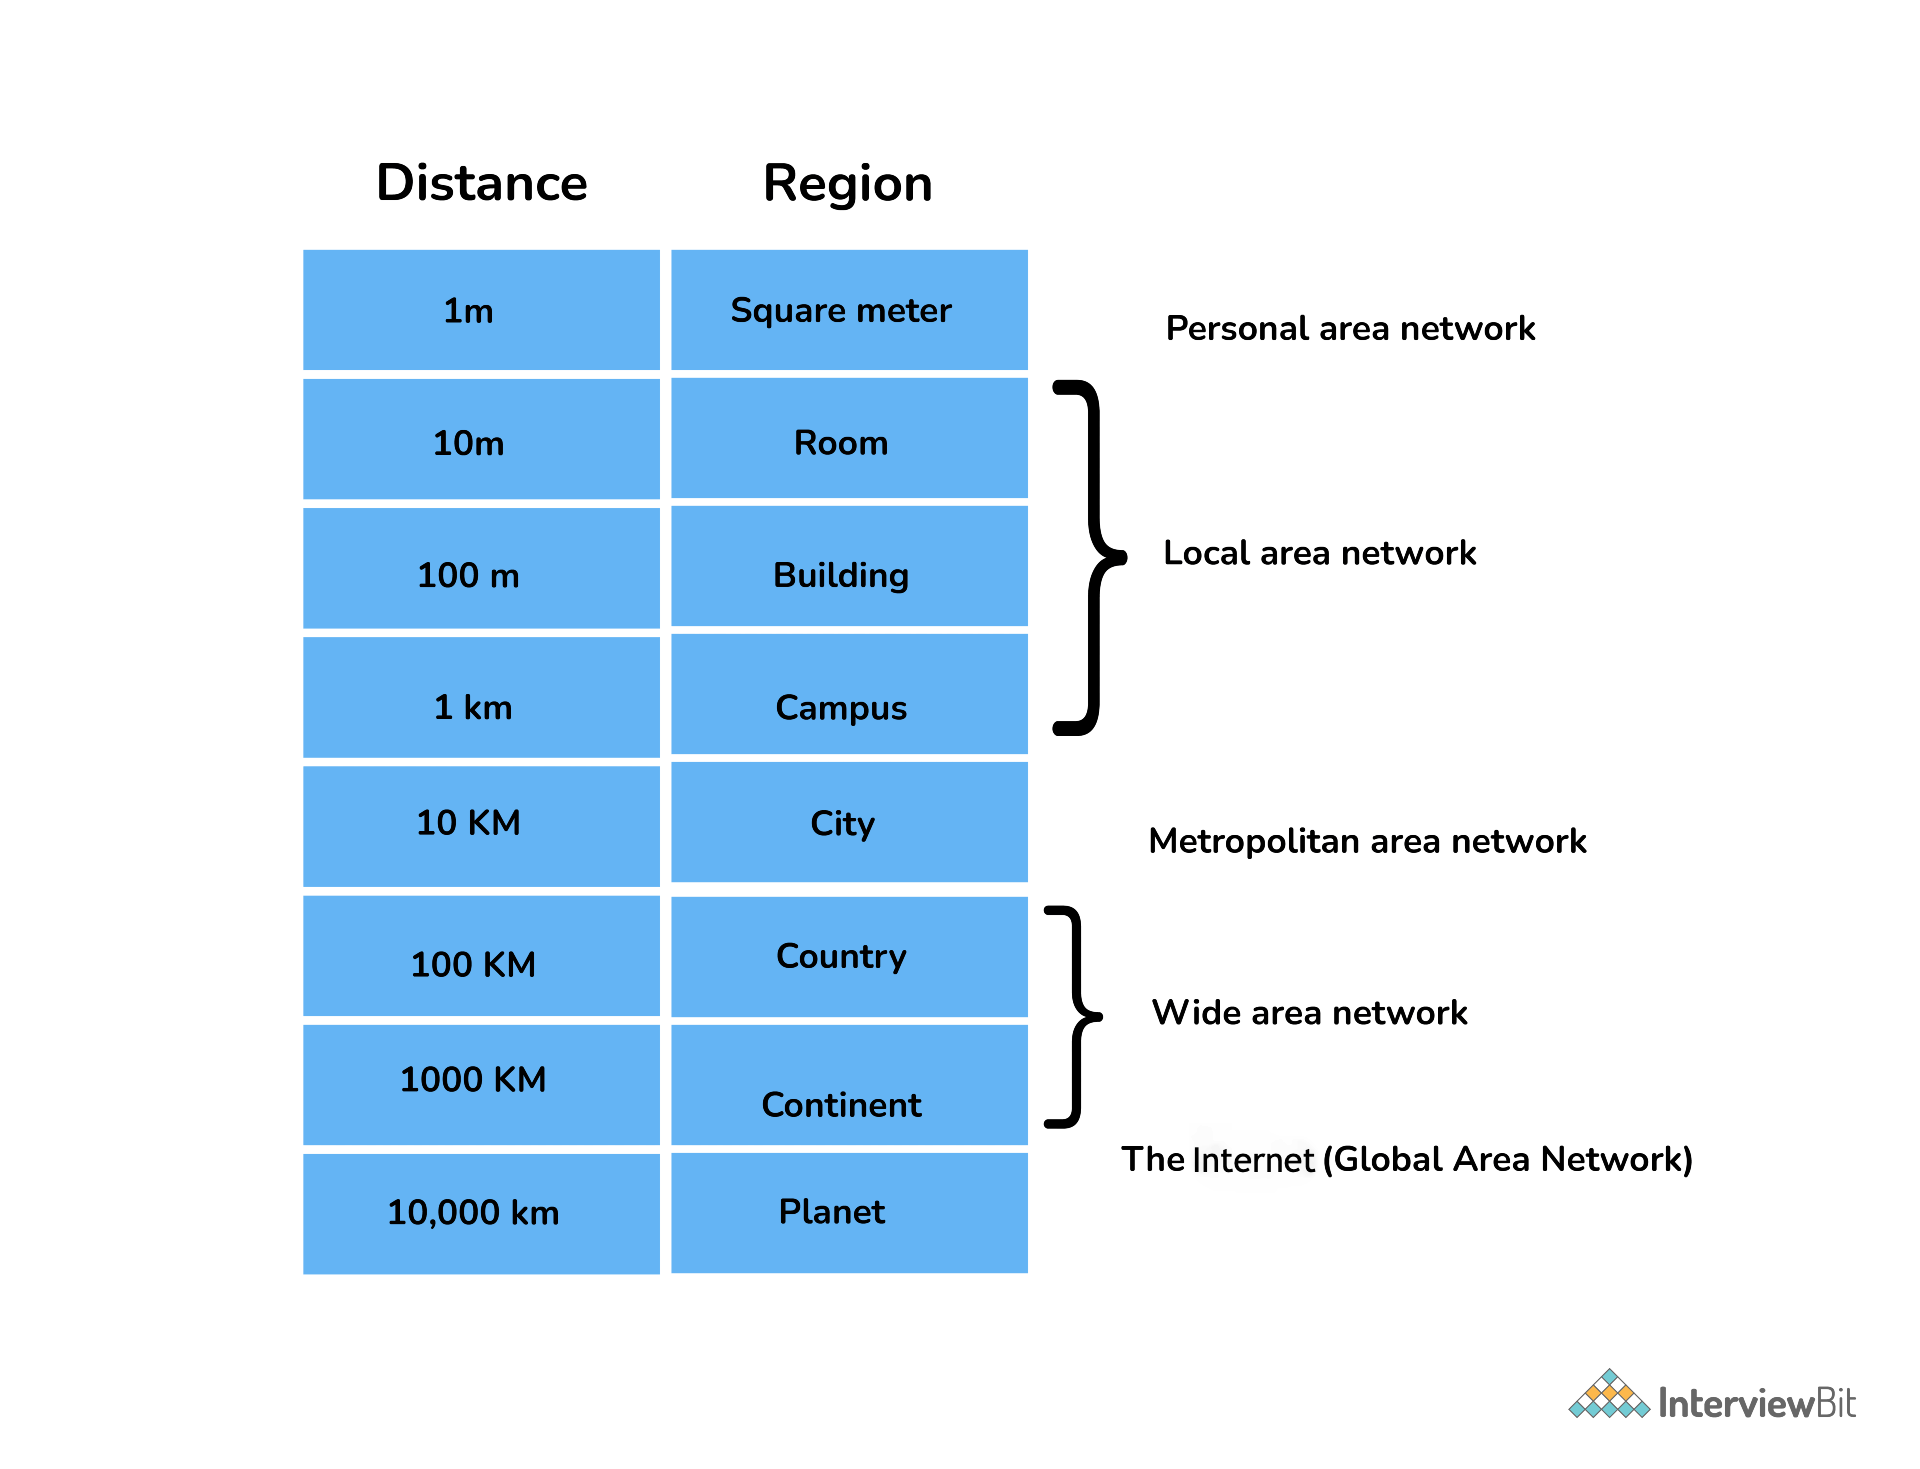 Distance Region
1m Square meter Personal area network
10m Room
100 m Building Local area network
1 km Campus
10 KM City Metropolitan area network
100 KM Country
Wide area network
1000 KM Continent
The Internet (Global Area Network)
10,000 km Planet
InterviewBit